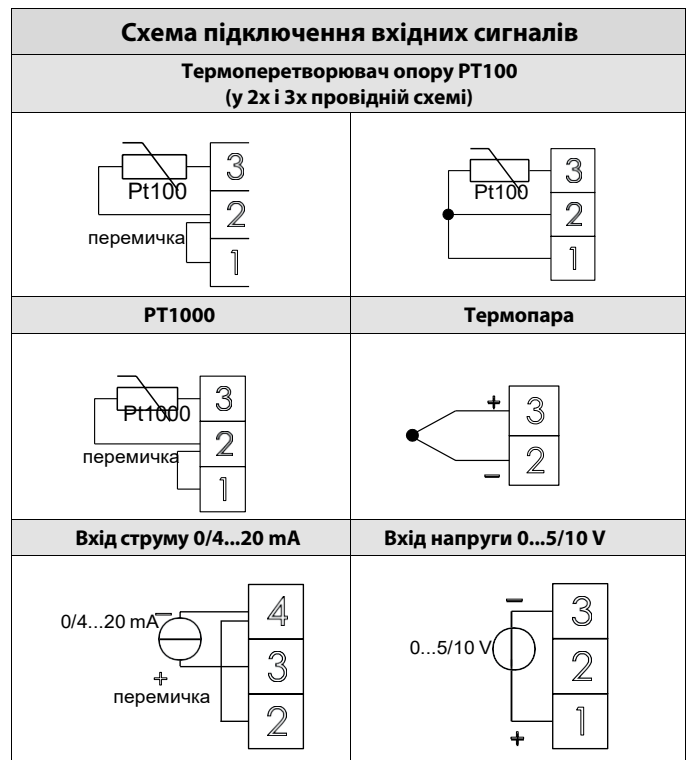 Схема підключення вхідних сигналів
Термоперетворювач опору PT100
(у 2х і 3х провідній схемі)
3
Pt100
2
перемичка
1
3
Pt100
2
1
PT1000
Термопара
3
Pt1000
2
перемичка
1
+
3
2
–
Вхід струму 0/4...20 mA
Вхід напруги 0...5/10 V
–
4
0/4...20 mA
3
+
перемичка
2
–
3
0...5/10 V
2
1
+